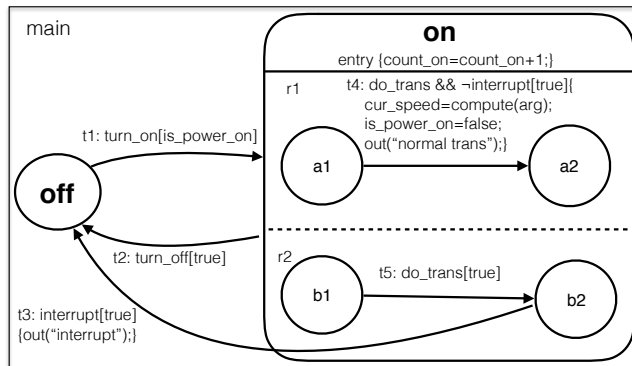 main
on
entry {count_on=count_on+1;}
r1
t4: do_trans && ¬interrupt[true]{
cur_speed=compute(arg);
is_power_on=false;
out(“normal trans”);}
t1: turn_on[is_power_on]
a1
a2
off
t2: turn_off[true]
r2
t5: do_trans[true]
b1
b2
t3: interrupt[true]
{out(“interrupt”);}